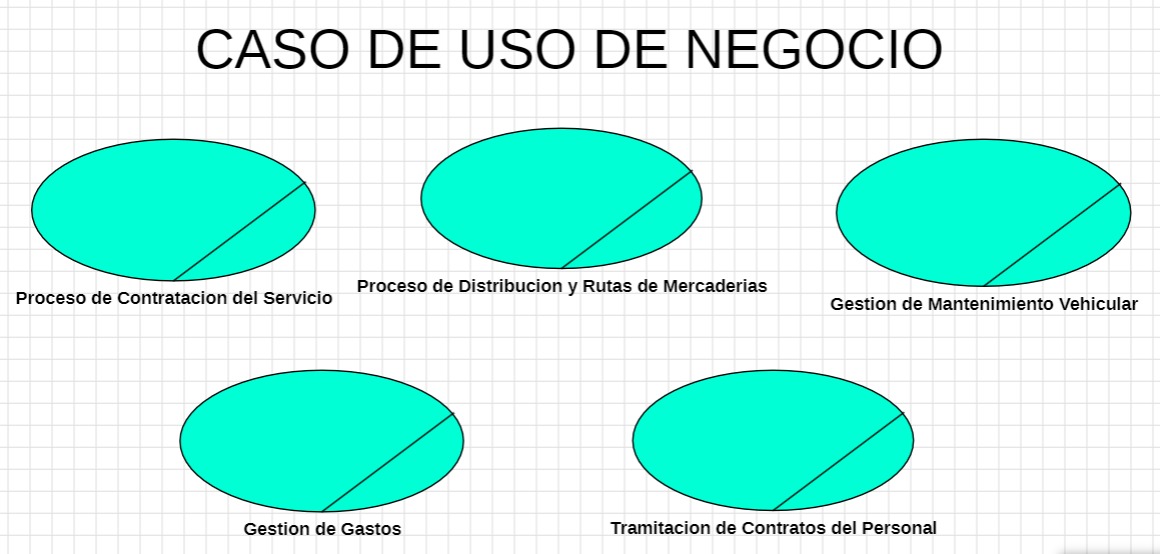 CASO DE USO DE NEGOCIO
Proceso de Contratacion del Servicio
Proceso de Distribucion y Rutas de Mercaderias
Gestion de Mantenimiento Vehicular
Gestion de Gastos
Tramitacion de Contratos del Personal